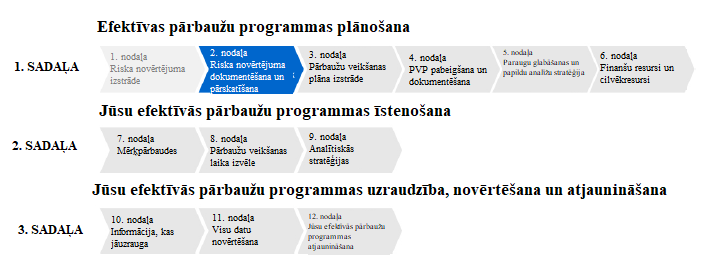 Efektīvas pārbaužu programmas plānošana
1. SADAĻA
1. nodaļa
Riska novērtējuma
izstrāde
2. nodaļa
Riska novērtējuma
dokumentēšana un
pārskatīšana
3. nodaļa
Pārbaužu veikšanas
plāna izstrāde
4. nodaļa
PVP pabeigšana un
dokumentēšana
5. nodaļa
Paraugu glabāšanas un
papildu analīžu stratēģija
6. nodaļa
Finanšu resursi un
cilvēkresursi
Jūsu efektīvās pārbaužu programmas īstenošana
2. SADAĻA
7. nodaļa
Mērķpārbaudes
8. nodaļa
Pārbaužu veikšanas
laika izvēle
9. nodaļa
Analītiskās
stratēģijas
Jūsu efektīvās pārbaužu programmas uzraudzība, novērtēšana un atjaunināšana
3. SADAĻA
10. nodaļa
Informācija, kas
jāuzrauga
11. nodaļa
Visu datu
novērtēšana
12. nodaļa
Jūsu efektīvās pārbaužu
programmas
atjaunināšana